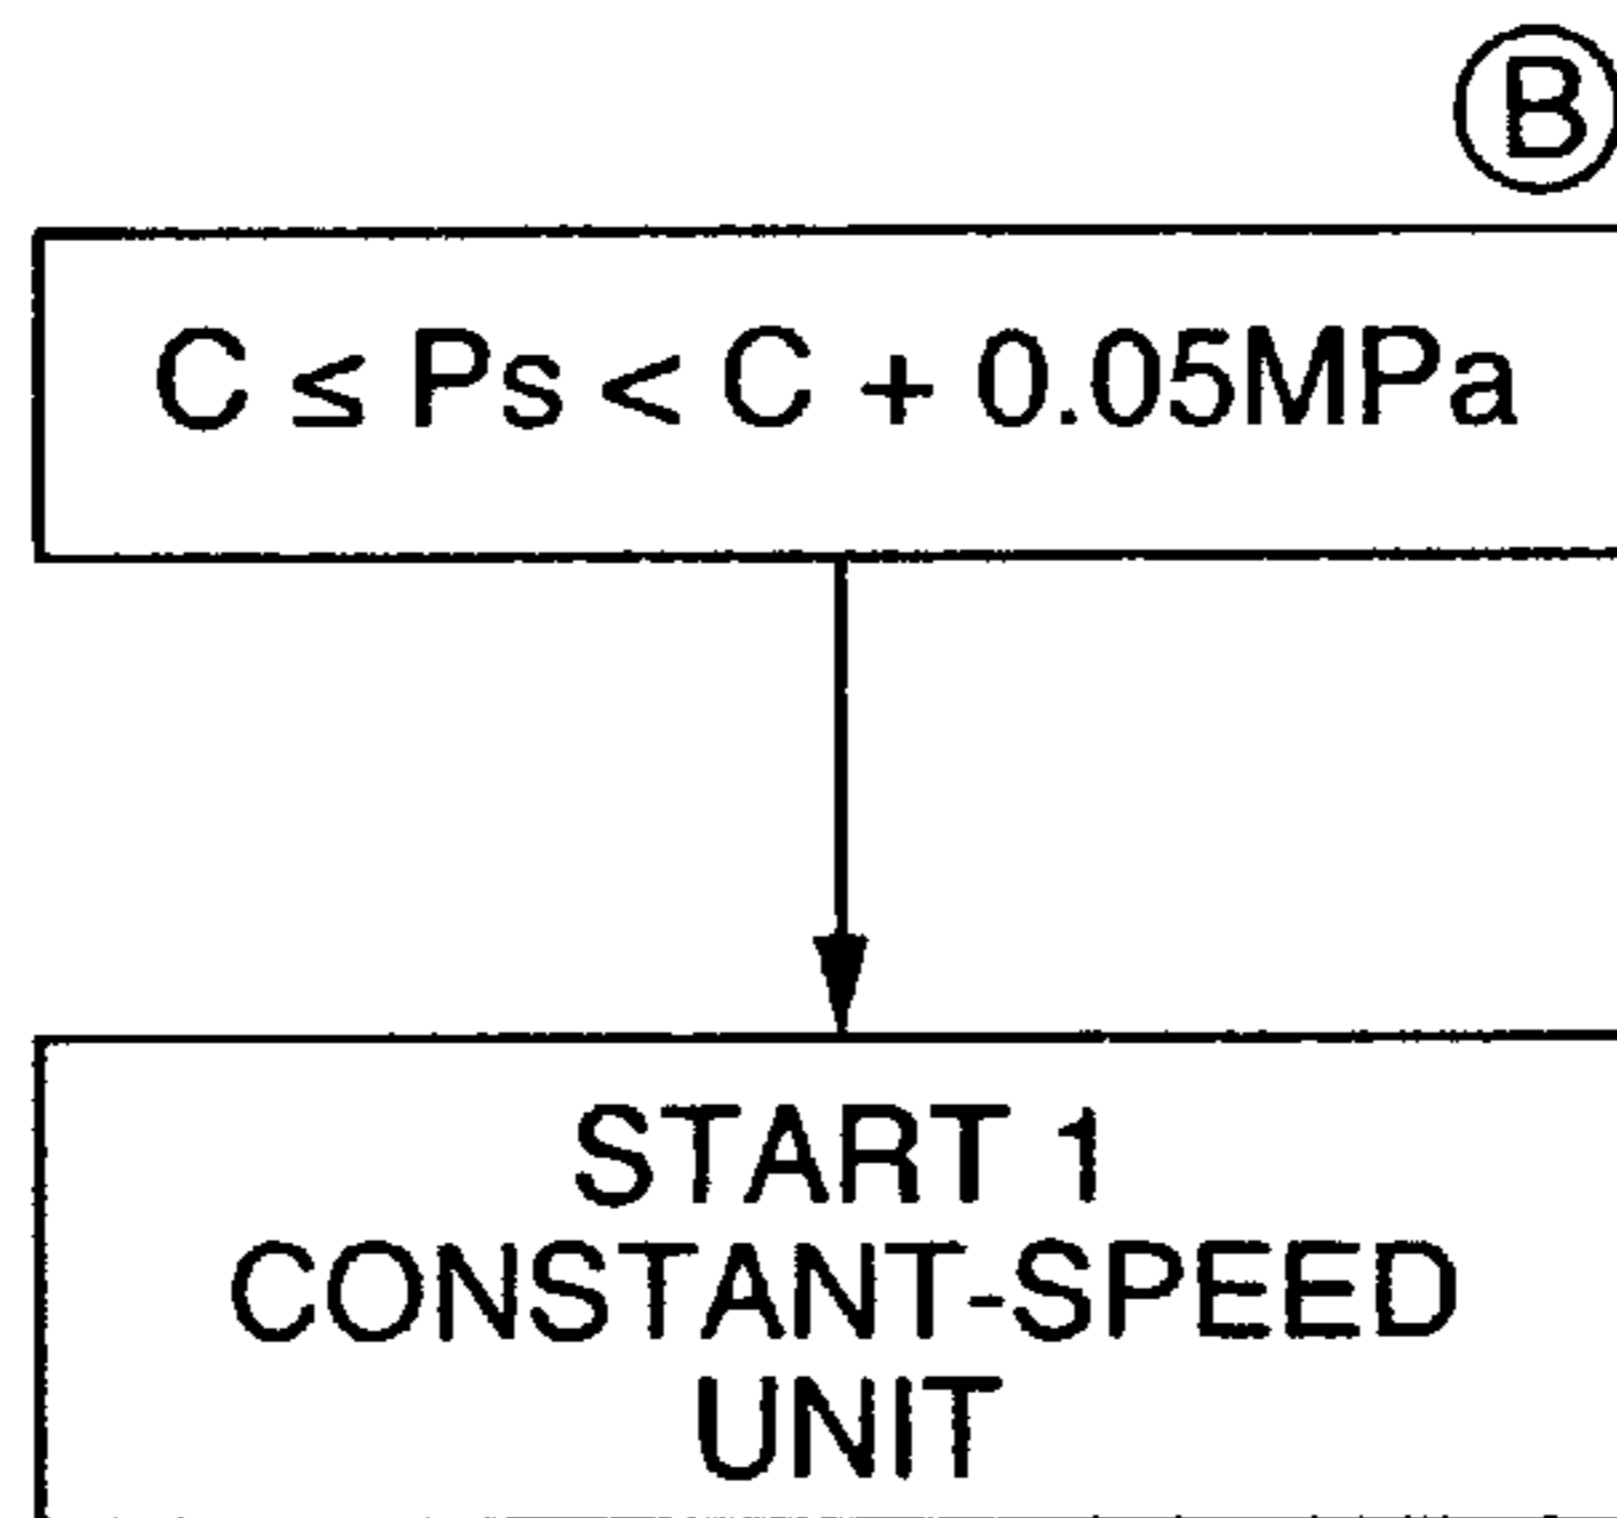 B
C ≤ Ps < C + 0.05MPa
START 1
CONSTANT-SPEED
UNIT